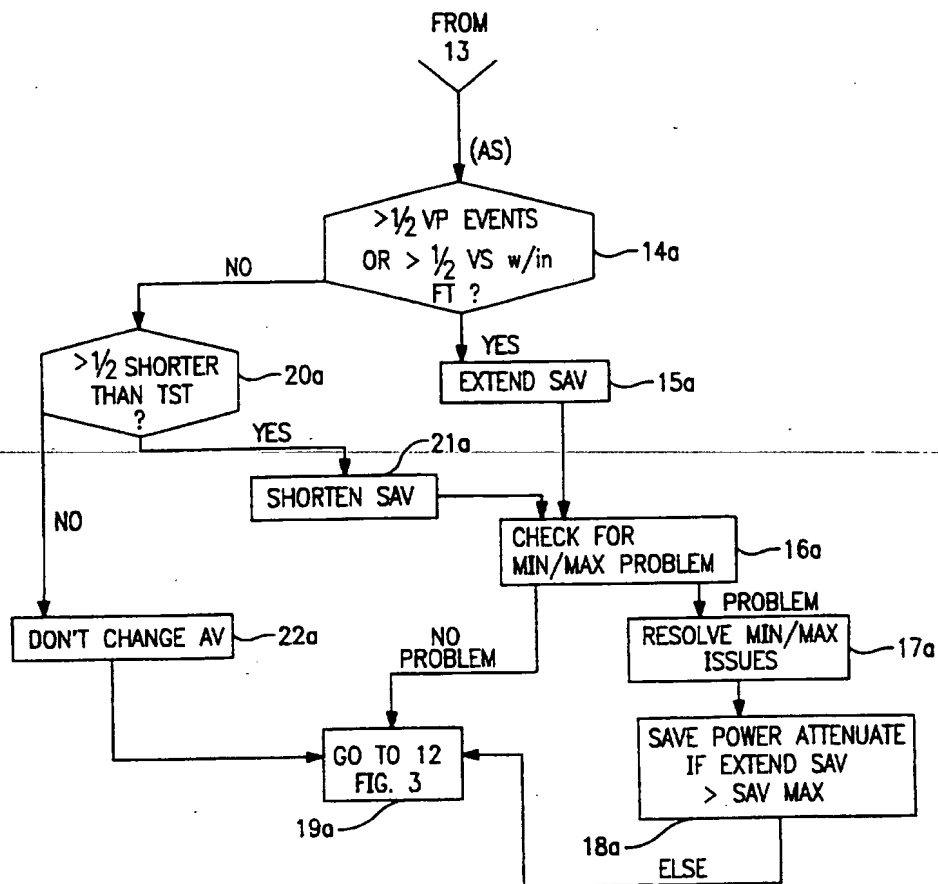 FROM
13
(AS)
>1/2 VP EVENTS
OR > 1/2 VS w/in
FT ?
14a
NO
YES
>1/2 SHORTER
THAN TST
?
20a
EXTEND SAV
15a
YES
21a
SHORTEN SAV
NO
CHECK FOR
MIN/MAX PROBLEM
16a
PROBLEM
DON'T CHANGE AV
22a
NO
PROBLEM
RESOLVE MIN/MAX
ISSUES
17a
GO TO 12
FIG. 3
19a
SAVE POWER ATTENUATE
IF EXTEND SAV
> SAV MAX
18a
ELSE